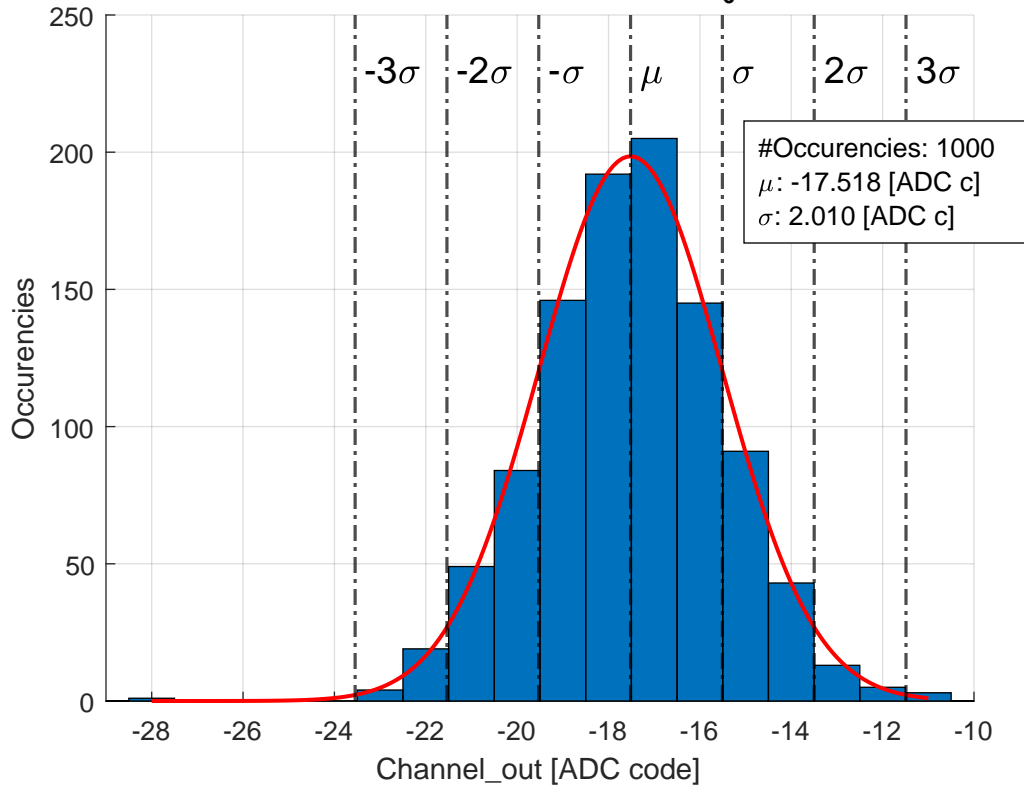 250
-3σ -2σ -σ μ σ 2σ 3σ
#Occurencies: 1000
μ: -17.518 [ADC c]
σ: 2.010 [ADC c]
200
150
100
50
0
Occurencies
-28 -26 -24 -22 -20 -18 -16 -14 -12 -10
Channel_out [ADC code]